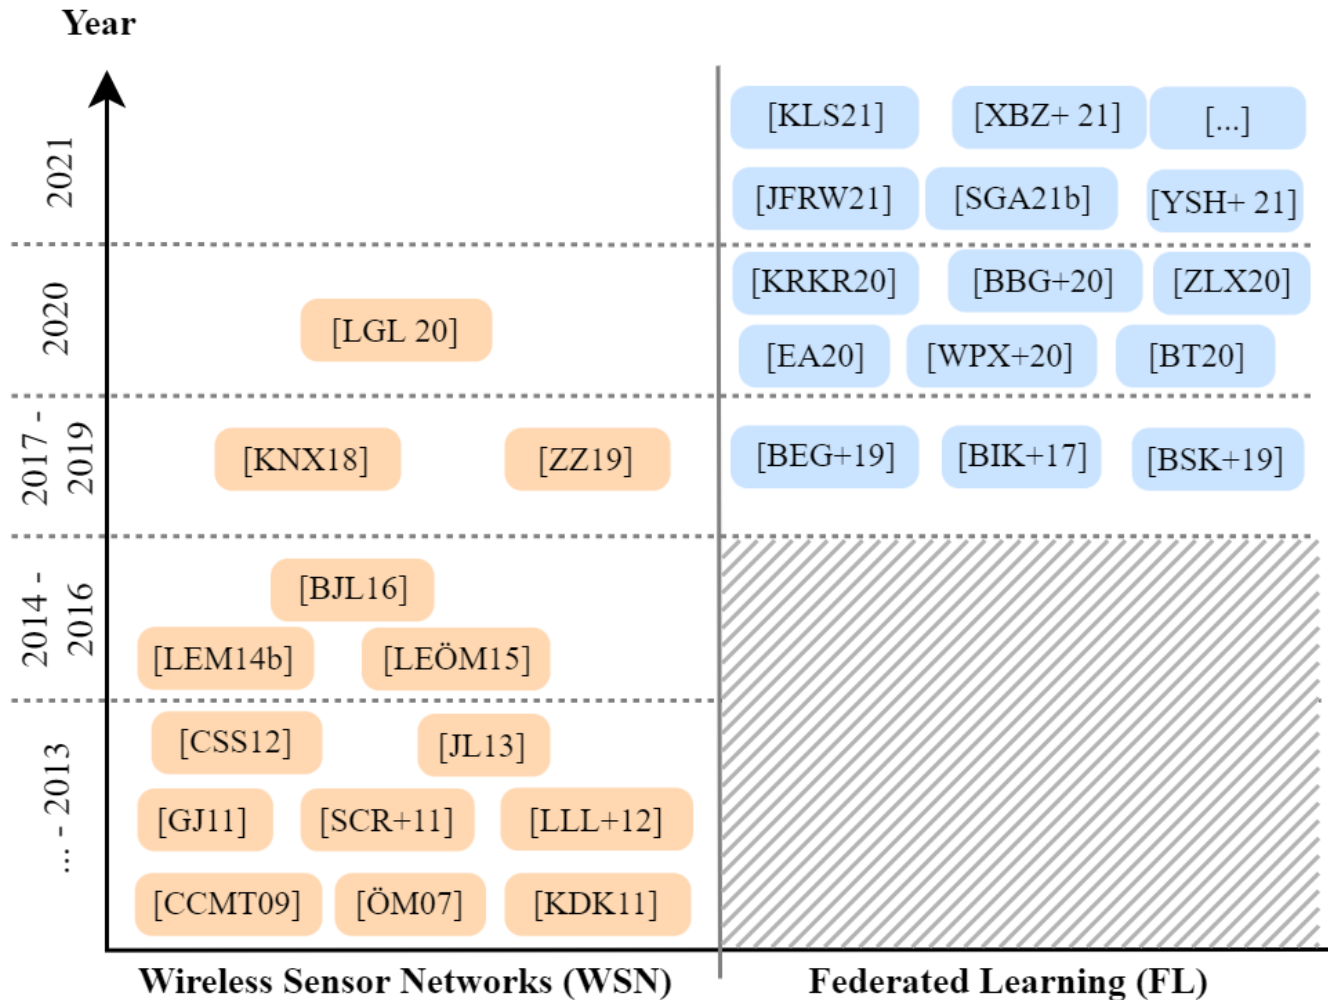 Year
2021
[KLS21] [XBZ+ 21] [...]
[JFRW21] [SGA21b] [YSH+ 21]
2020
[LGL 20]
[KRKR20] [BBG+20] [ZLX20]
[EA20] [WPX+20] [BT20]
2017 -
2019
[KNX18] [ZZ19]
[BEG+19] [BIK+17] [BSK+19]
2014 -
2016
[BJL16]
[LEM14b] [LEÖM15]
... - 2013
[CSS12] [JL13]
[GJ11] [SCR+11] [LLL+12]
[CCMT09] [ÖM07] [KDK11]
Wireless Sensor Networks (WSN)
Federated Learning (FL)